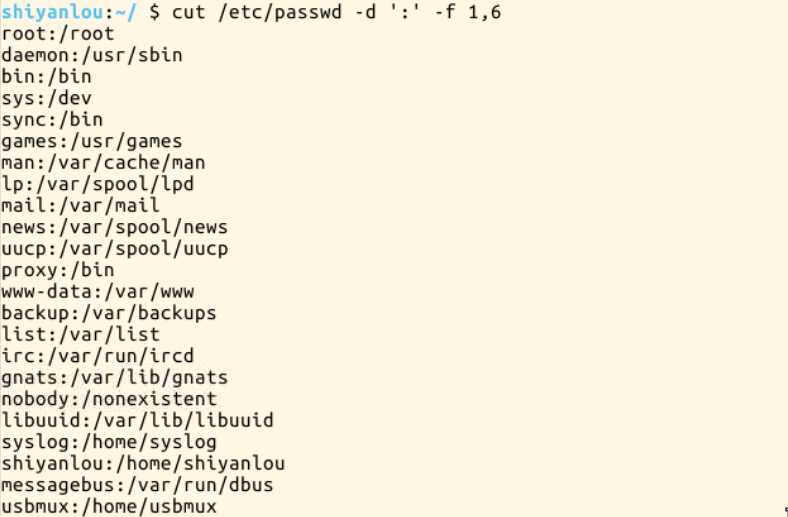 shiyanlou:~/ $ cut /etc/passwd -d ':' -f 1,6
root:/root
daemon:/usr/sbin
bin:/bin
sys:/dev
sync:/bin
games:/usr/games
man:/var/cache/man
lp:/var/spool/lpd
mail:/var/mail
news:/var/spool/news
uucp:/var/spool/uucp
proxy:/bin
www-data:/var/www
backup:/var/backups
list:/var/list
irc:/var/run/ircd
gnats:/var/lib/gnats
nobody:/nonexistent
libuuid:/var/lib/libuuid
syslog:/home/syslog
shiyanlou:/home/shiyanlou
messagebus:/var/run/dbus
usbmux:/home/usbmux